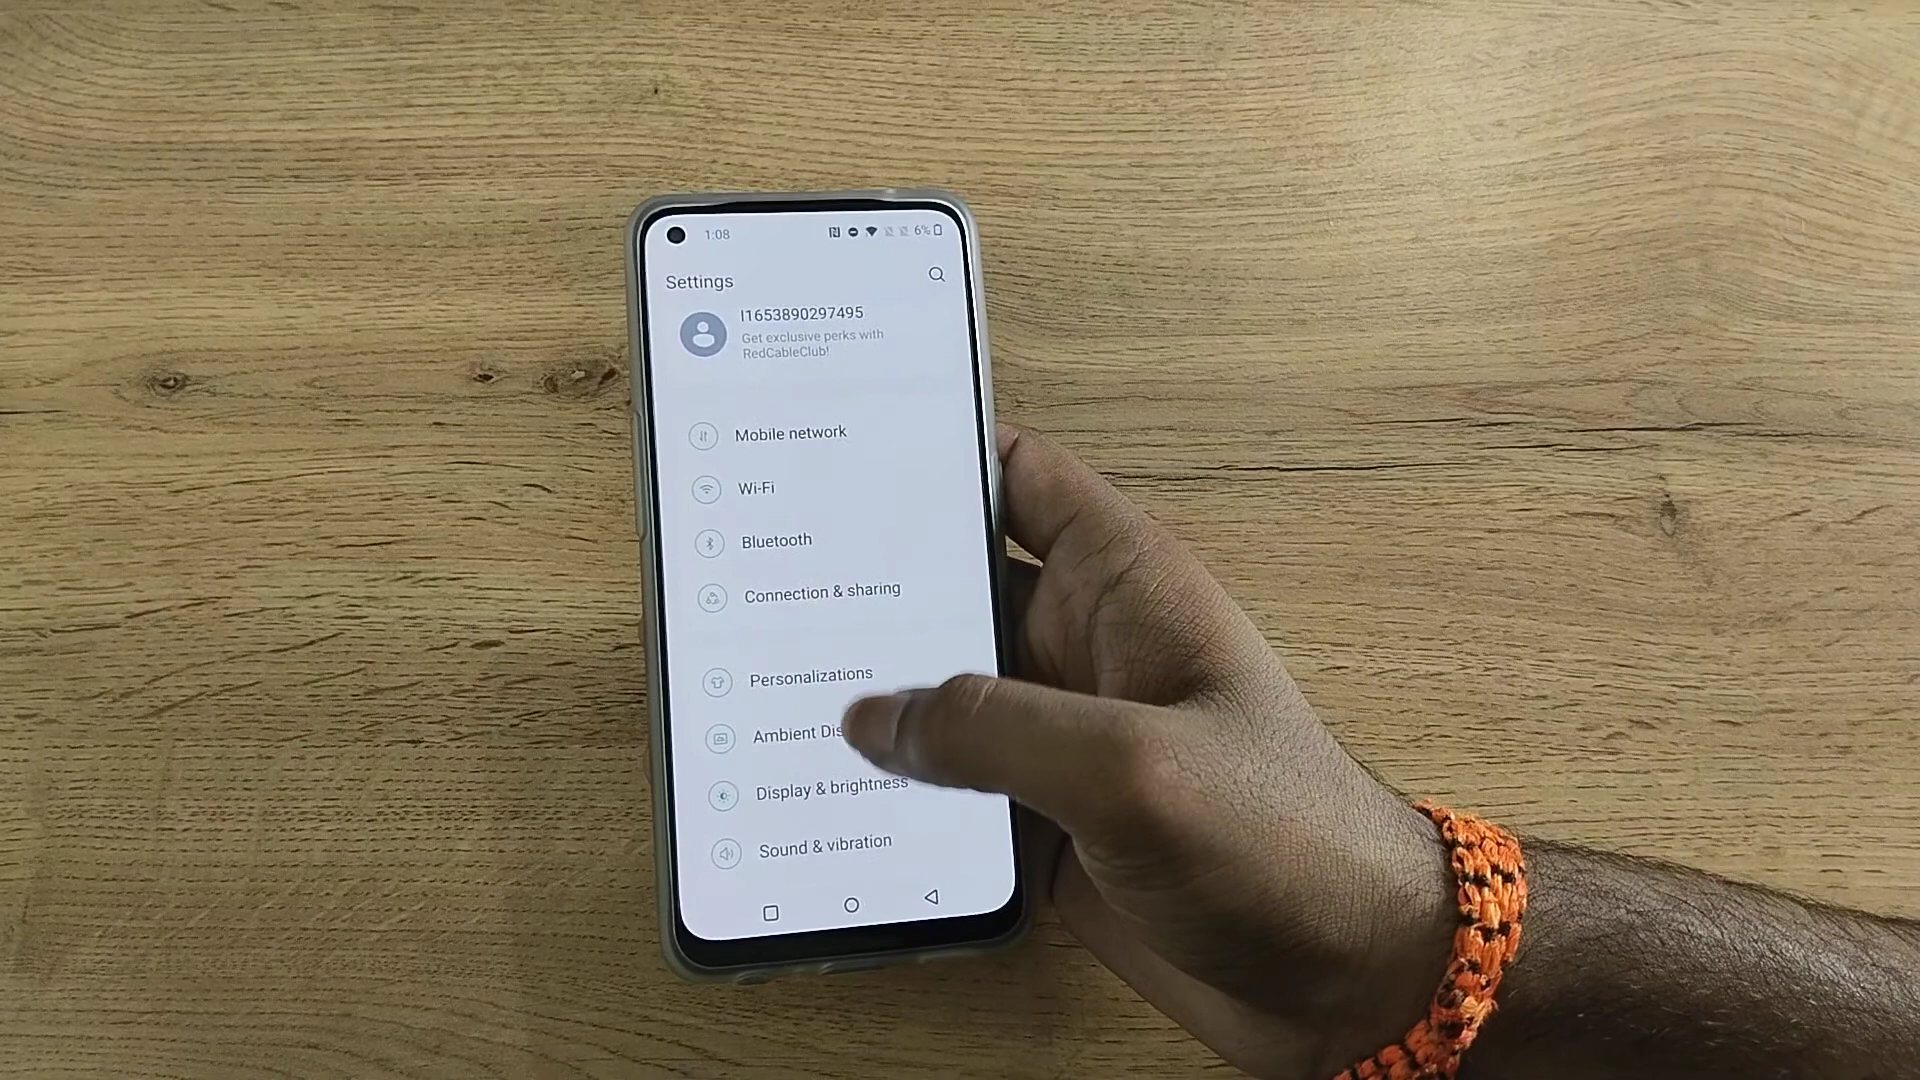 1:08
6%
Settings
I1653890297495
Get exclusive perks with
RedCableClub!
Mobile network
Wi-Fi
Bluetooth
Connection & sharing
Personalizations
Ambient Dis
Display & brightness
Sound & vibration